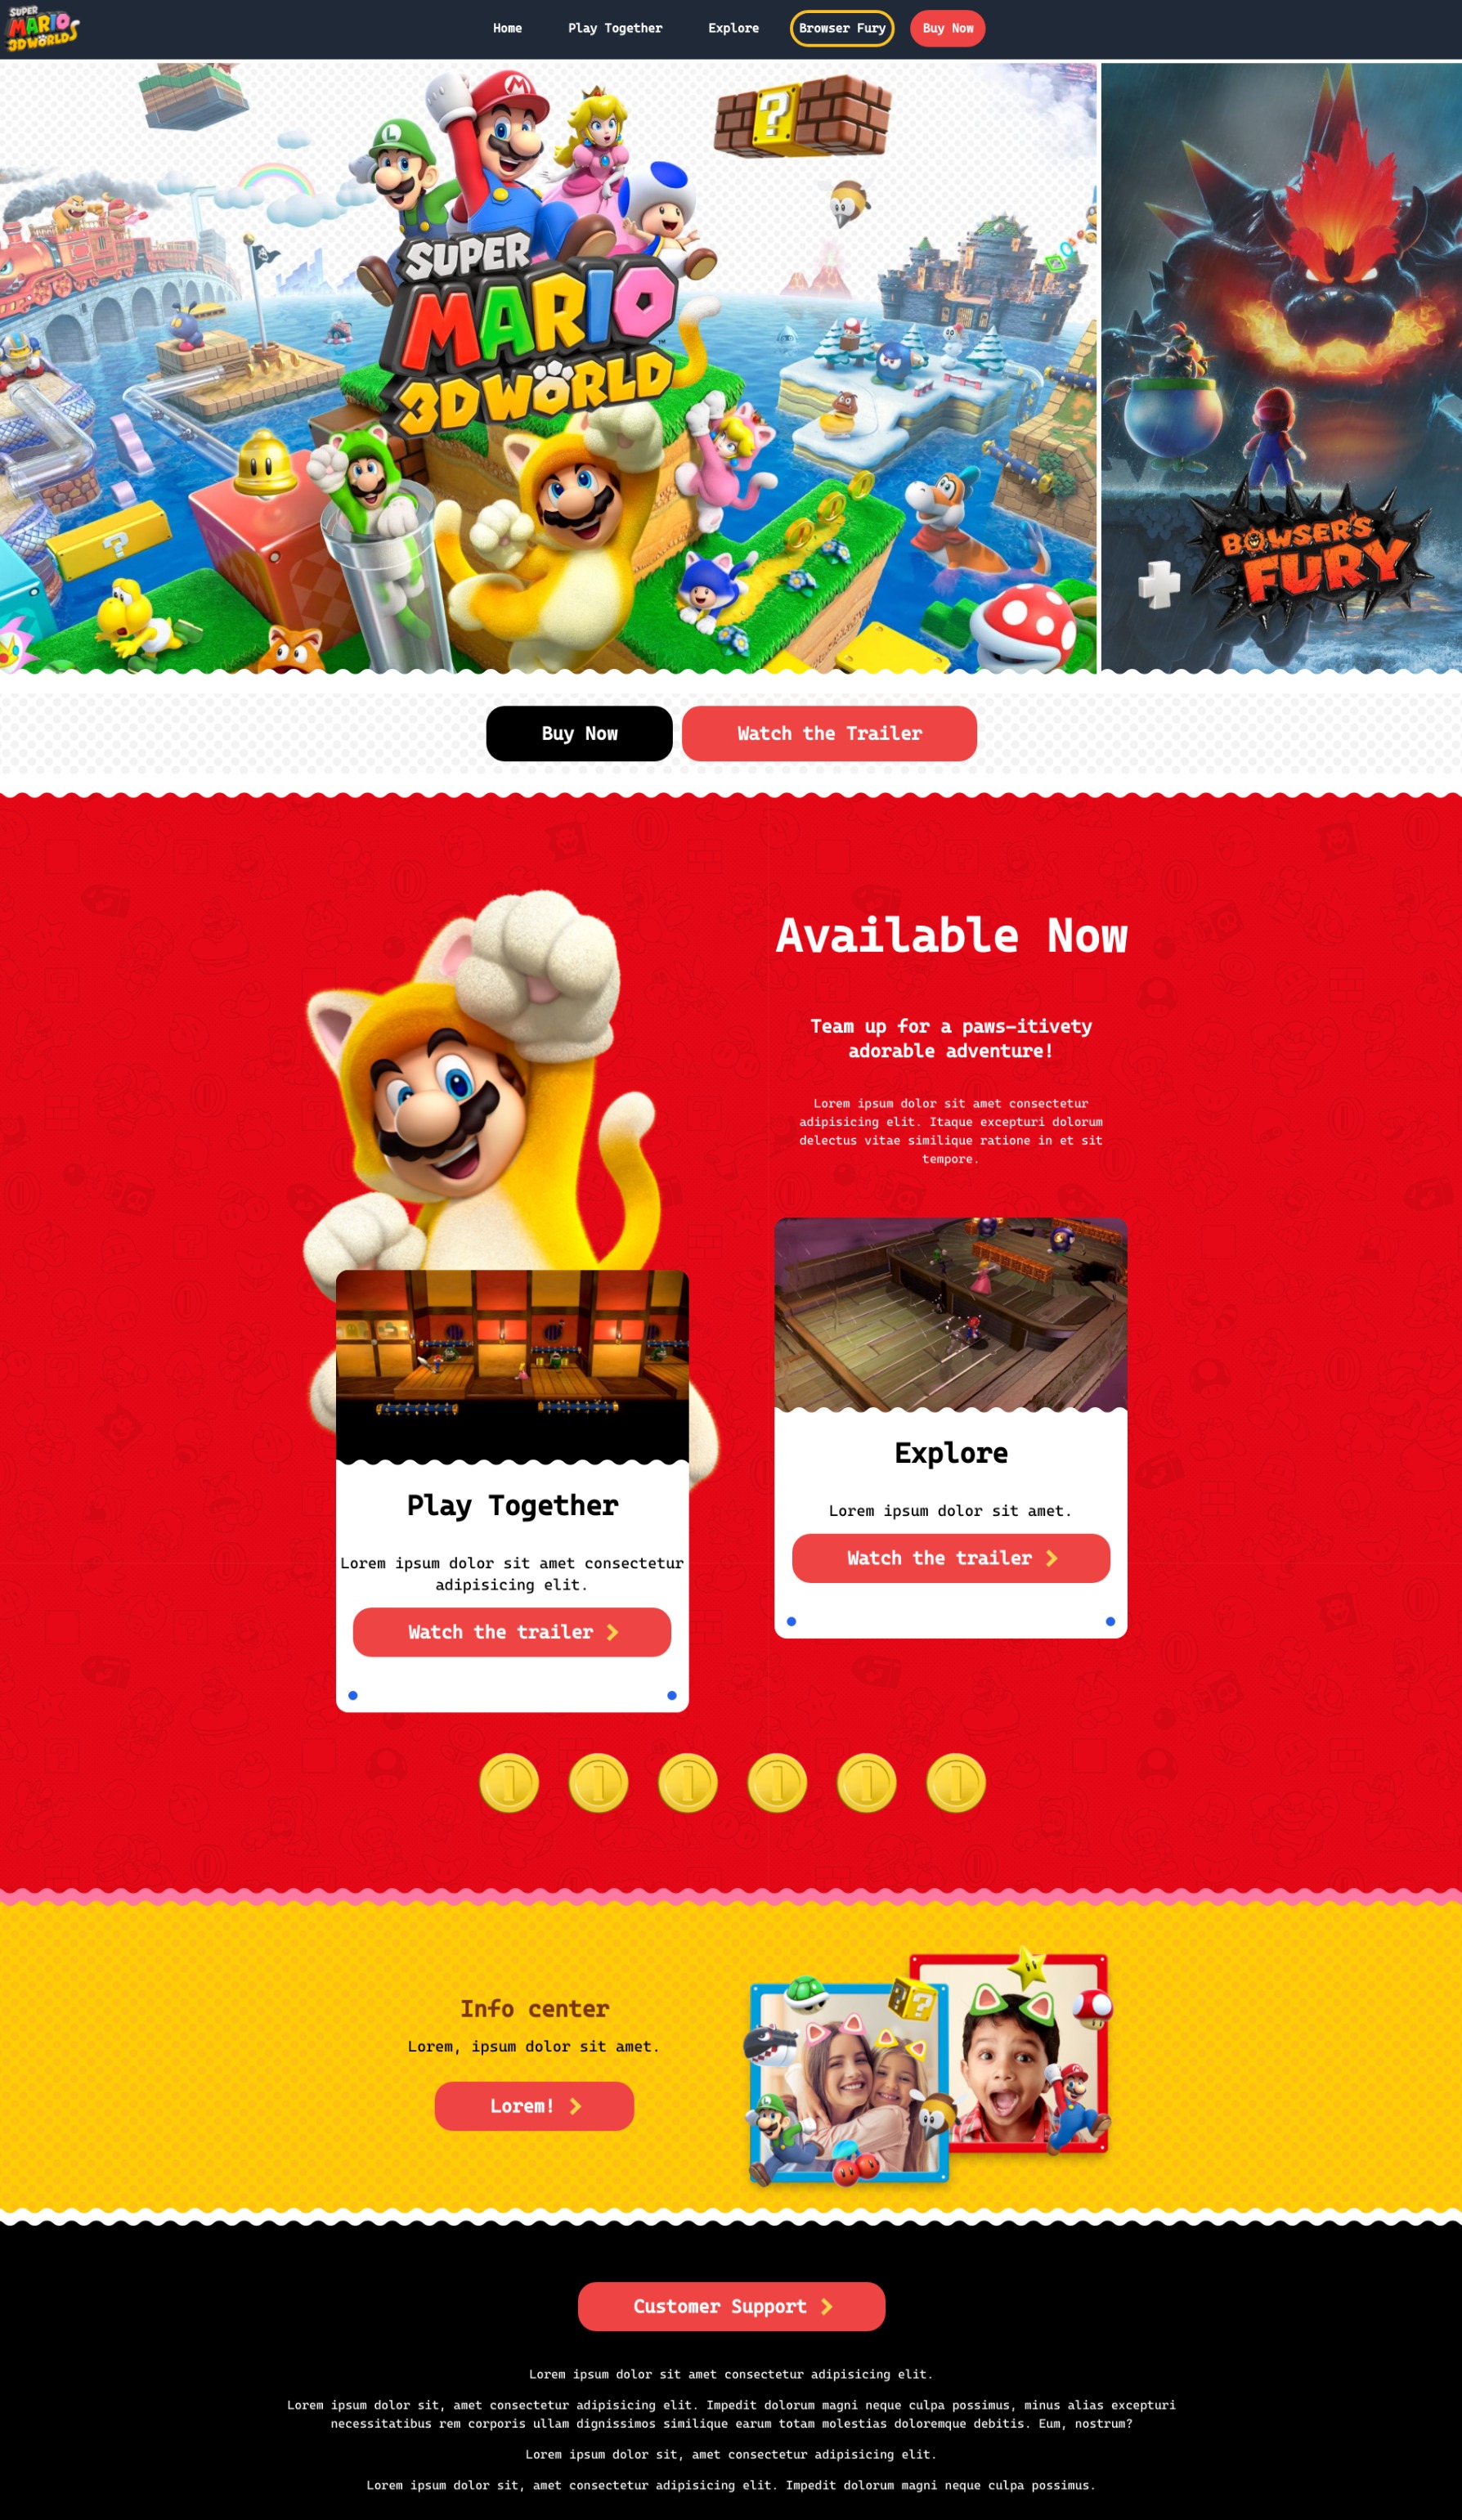 SUPER
MARIO
3D WORLD
Home
Play Together
Explore
Browser Fury
Buy Now
SUPER
MARIO
™
3D WORLD
BOWSER'S
FURY
Buy Now
Watch the Trailer
Available Now
Team up for a paws-itivety
adorable adventure!
Lorem ipsum dolor sit amet consectetur
adipisicing elit. Itaque excepturi dolorum
delectus vitae similique ratione in et sit
tempore.
Explore
Lorem ipsum dolor sit amet.
Watch the trailer
Play Together
Lorem ipsum dolor sit amet consectetur
adipisicing elit.
Watch the trailer
Info center
Lorem, ipsum dolor sit amet.
Lorem!
Customer Support
Lorem ipsum dolor sit amet consectetur adipisicing elit.
Lorem ipsum dolor sit, amet consectetur adipisicing elit. Impedit dolorum magni neque culpa possimus, minus alias excepturi
necessitatibus rem corporis ullam dignissimos similique earum totam molestias doloremque debitis. Eum, nostrum?
Lorem ipsum dolor sit, amet consectetur adipisicing elit.
Lorem ipsum dolor sit, amet consectetur adipisicing elit. Impedit dolorum magni neque culpa possimus.